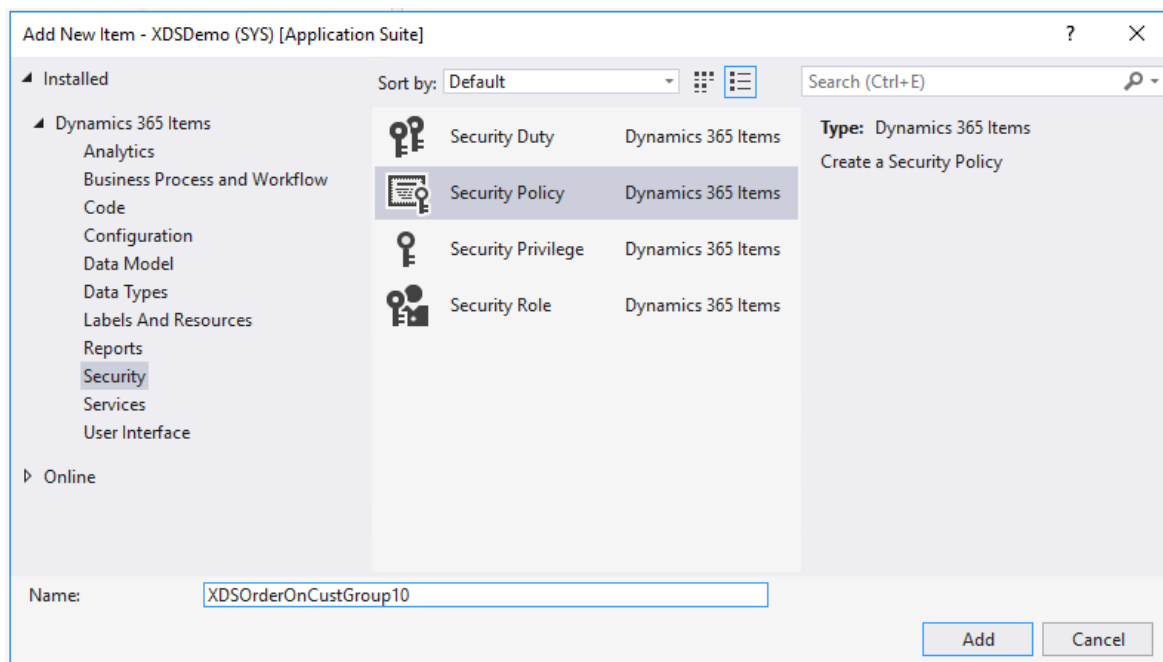 Add New Item - XDSDemo (SYS) [Application Suite] ?
Installed
Sort by: Default
Search (Ctrl+E)
Dynamics 365 Items
Analytics
Business Process and Workflow
Code
Configuration
Data Model
Data Types
Labels And Resources
Reports
Security
Services
User Interface
Online
Security Duty Dynamics 365 Items
Security Policy Dynamics 365 Items
Security Privilege Dynamics 365 Items
Security Role Dynamics 365 Items
Type: Dynamics 365 Items
Create a Security Policy
Name: XDSOrderOnCustGroup10
Add Cancel